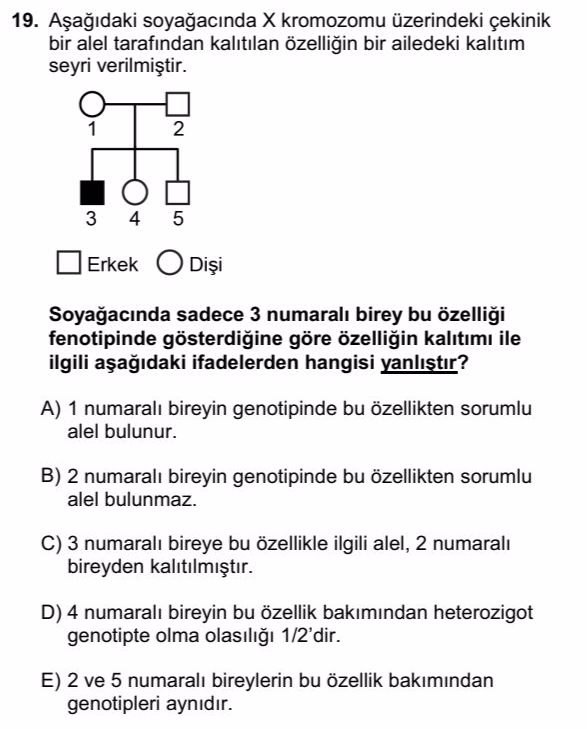 19. Aşağıdaki soyağacında X kromozomu üzerindeki çekinik
bir alel tarafından kalıtılan özelliğin bir ailedeki kalıtım
seyri verilmiştir.
1
2
3 4 5
Erkek Dişi
Soyağacında sadece 3 numaralı birey bu özelliği
fenotipinde gösterdiğine göre özelliğin kalıtımı ile
ilgili aşağıdaki ifadelerden hangisi yanlıştır?
A) 1 numaralı bireyin genotipinde bu özellikten sorumlu
alel bulunur.
B) 2 numaralı bireyin genotipinde bu özellikten sorumlu
alel bulunmaz.
C) 3 numaralı bireye bu özellikle ilgili alel, 2 numaralı
bireyden kalıtılmıştır.
D) 4 numaralı bireyin bu özellik bakımından heterozigot
genotipte olma olasılığı 1/2'dir.
E) 2 ve 5 numaralı bireylerin bu özellik bakımından
genotipleri aynıdır.